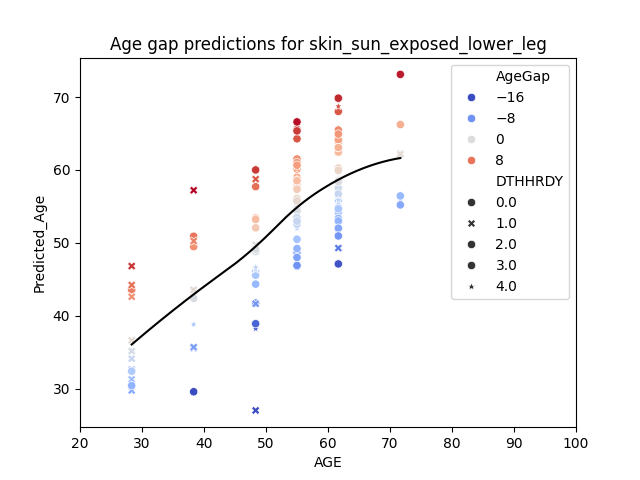 Age gap predictions for skin_sun_exposed_lower_leg
Predicted_Age
70
60
50
40
30
20 30 40 50 60 70 80 90 100
AGE
AgeGap
−16
−8
0
8
DTHHRDY
0.0
1.0
2.0
3.0
4.0